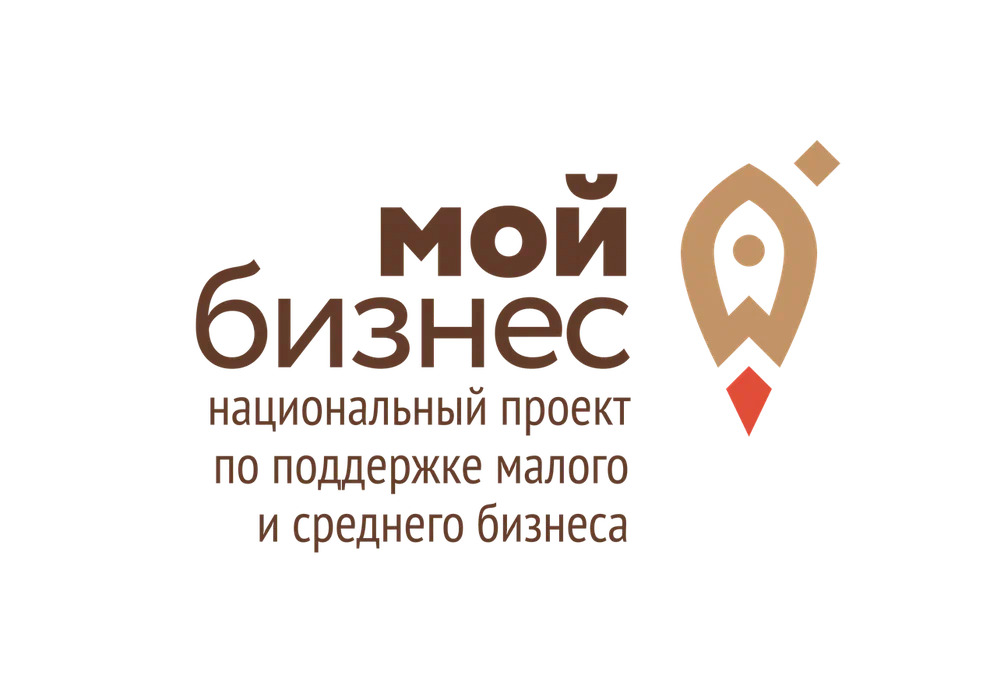 мой
бизнес
национальный проект
по поддержке малого
и среднего бизнеса